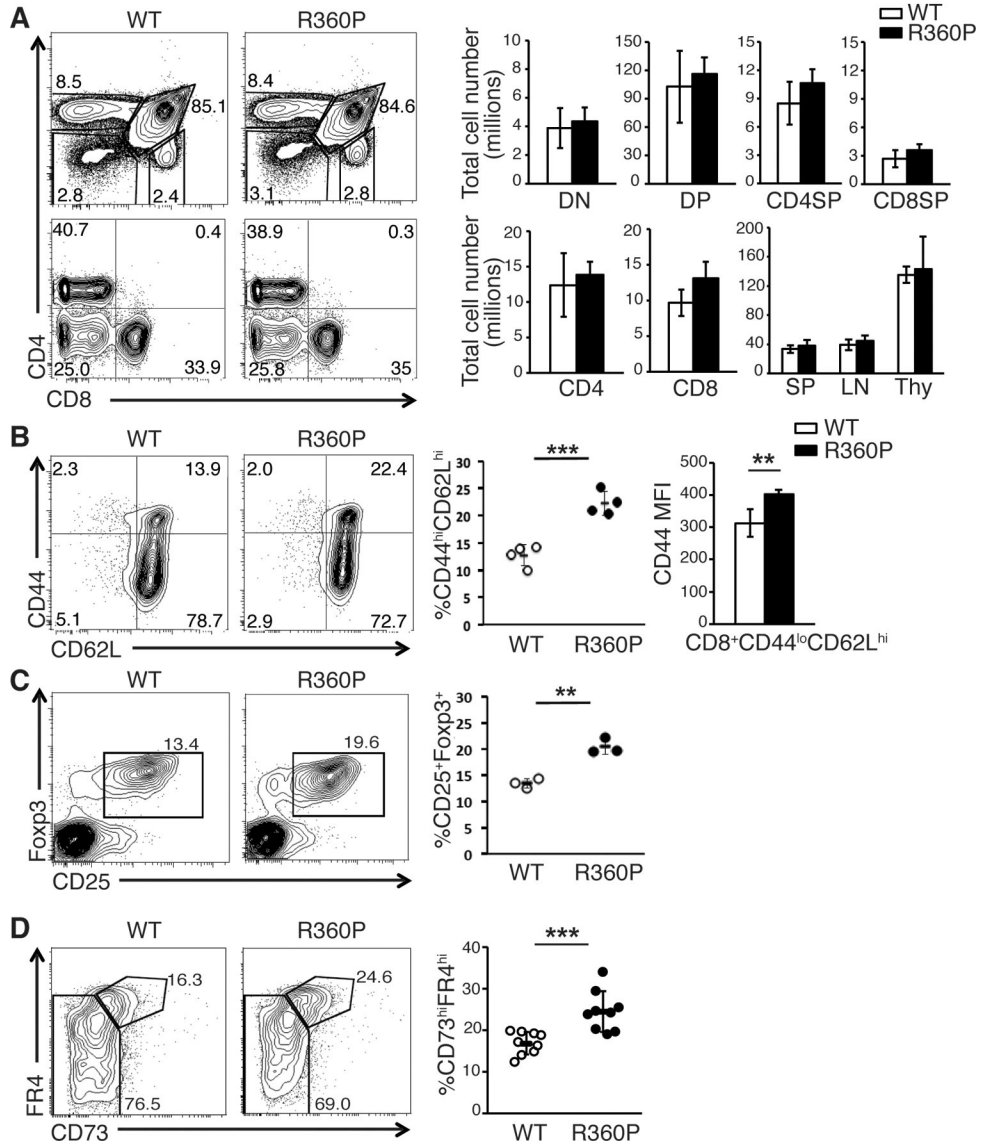 A
WT
R360P
8.5
85.1
2.8
2.4
8.4
84.6
3.1
2.8
40.7
0.4
25.0
33.9
38.9
0.3
25.8
35
CD4
CD8
WT
R360P
Total cell number
(millions)
10
8
6
4
2
0
DN
150
120
90
60
30
0
DP
15
12
9
6
3
0
CD4SP
15
12
9
6
3
0
CD8SP
Total cell number
(millions)
20
15
10
5
0
CD4
20
15
10
5
0
CD8
200
160
120
80
40
0
SP LN Thy
B
WT
R360P
2.3
13.9
5.1
78.7
2.0
22.4
2.9
72.7
CD44
CD62L
%CD44hiCD62Lhi
30
25
20
15
10
5
0
***
WT R360P
WT
R360P
CD44 MFI
500
400
300
200
100
0
**
CD8+CD44loCD62Lhi
C
WT
R360P
13.4
19.6
Foxp3
CD25
%CD25+Foxp3+
30
25
20
15
10
5
0
**
WT R360P
D
WT
R360P
16.3
76.5
24.6
69.0
FR4
CD73
%CD73hiFR4hi
40
30
20
10
0
***
WT R360P